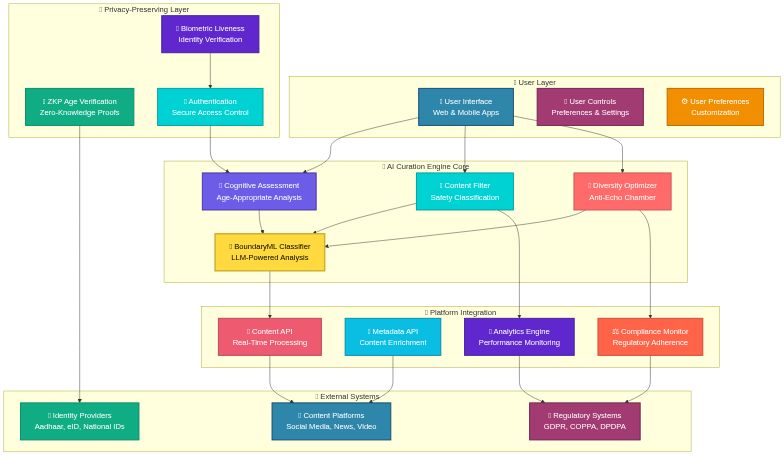 Privacy-Preserving Layer
Biometric Liveness
Identity Verification
ZKP Age Verification
Zero-Knowledge Proofs
Authentication
Secure Access Control
User Layer
User Interface
Web & Mobile Apps
User Controls
Preferences & Settings
⚙ User Preferences
Customization
AI Curation Engine Core
Cognitive Assessment
Age-Appropriate Analysis
Content Filter
Safety Classification
Diversity Optimizer
Anti-Echo Chamber
BoundaryML Classifier
LLM-Powered Analysis
Platform Integration
Content API
Real-Time Processing
Metadata API
Content Enrichment
Analytics Engine
Performance Monitoring
⚖ Compliance Monitor
Regulatory Adherence
External Systems
Identity Providers
Aadhaar, eID, National IDs
Content Platforms
Social Media, News, Video
Regulatory Systems
GDPR, COPPA, DPDPA